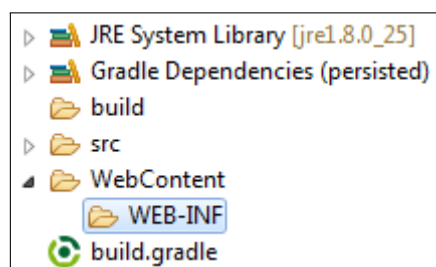 JRE System Library [jre1.8.0_25]
Gradle Dependencies (persisted)
build
src
WebContent
WEB-INF
build.gradle